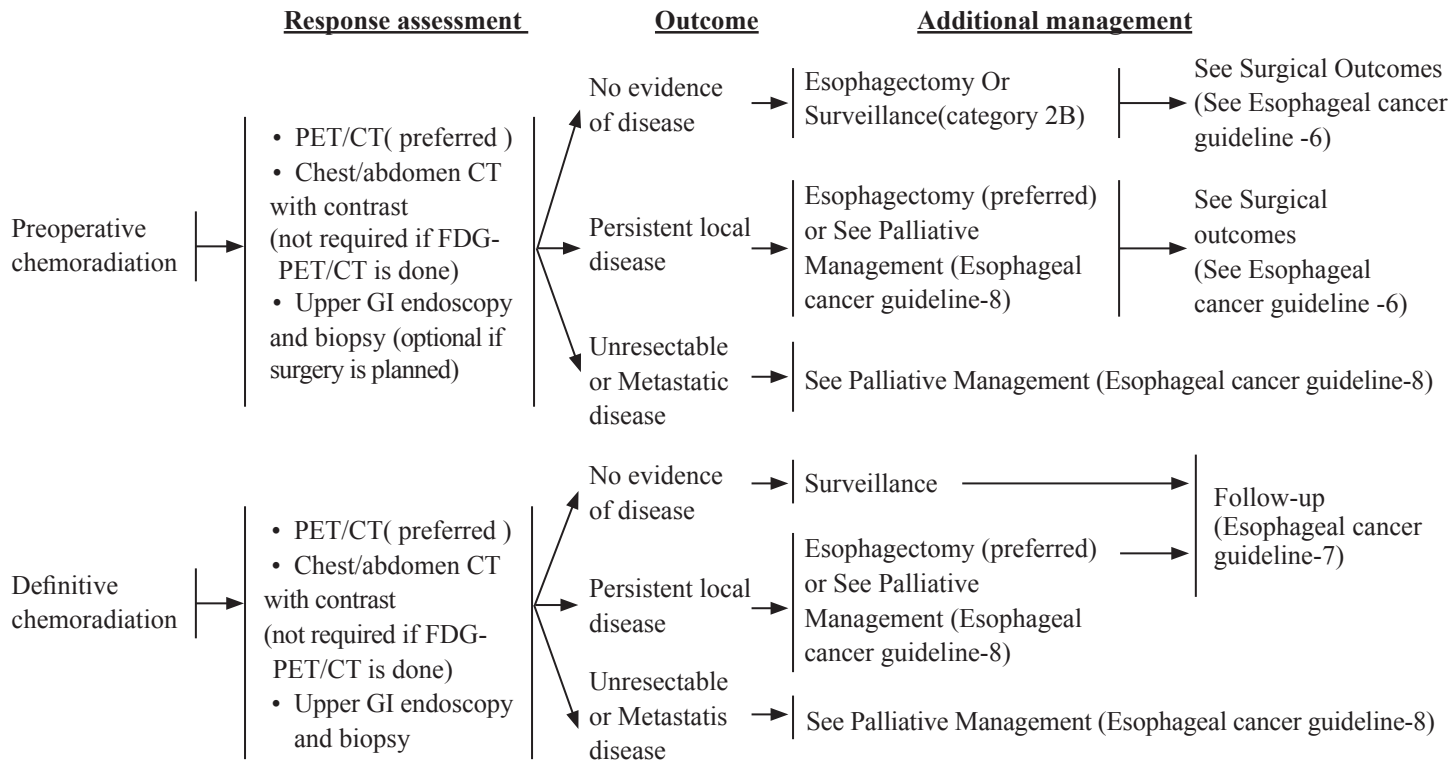 Response assessment
Outcome
Additional management
Preoperative
chemoradiation
• PET/CT( preferred )
• Chest/abdomen CT
with contrast
(not required if FDG-
PET/CT is done)
• Upper GI endoscopy
and biopsy (optional if
surgery is planned)
No evidence
of disease
Esophagectomy Or
Surveillance(category 2B)
See Surgical Outcomes
(See Esophageal cancer
guideline -6)
Persistent local
disease
Esophagectomy (preferred)
or See Palliative
Management (Esophageal
cancer guideline-8)
See Surgical
outcomes
(See Esophageal
cancer guideline -6)
Unresectable
or Metastatic
disease
See Palliative Management (Esophageal cancer guideline-8)
Definitive
chemoradiation
• PET/CT( preferred )
• Chest/abdomen CT
with contrast
(not required if FDG-
PET/CT is done)
• Upper GI endoscopy
and biopsy
No evidence
of disease
Surveillance
Follow-up
(Esophageal cancer
guideline-7)
Persistent local
disease
Esophagectomy (preferred)
or See Palliative
Management (Esophageal
cancer guideline-8)
Unresectable
or Metastatis
disease
See Palliative Management (Esophageal cancer guideline-8)